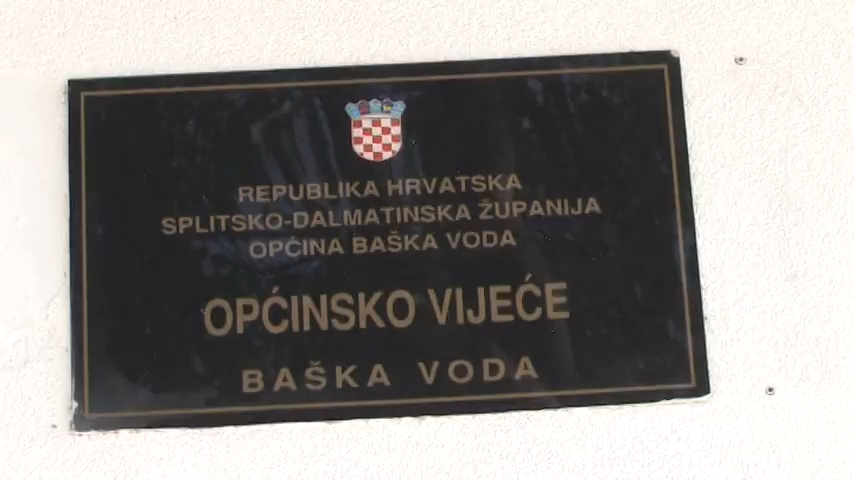 REPUBLIKA HRVATSKA
SPLITSKO-DALMATINSKA ŽUPANIJA
OPĆINA BAŠKA VODA
OPĆINSKO VIJEĆE
BAŠKA VODA